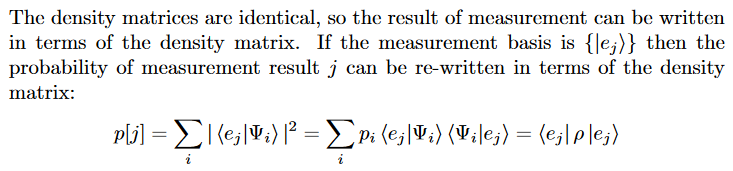 The density matrices are identical, so the result of measurement can be written
in terms of the density matrix. If the measurement basis is {|e_j⟩} then the
probability of measurement result j can be re-written in terms of the density
matrix:
p[j] = ∑_i | ⟨e_j|Ψ_i⟩ |² = ∑_i p_i ⟨e_j|Ψ_i⟩ ⟨Ψ_i|e_j⟩ = ⟨e_j| ρ |e_j⟩